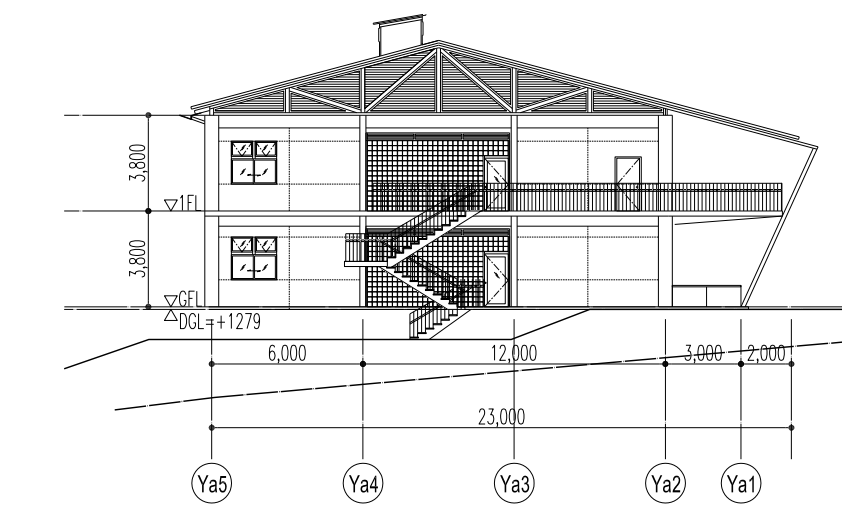 3,800
1FL
3,800
GFL
DGL=+1279
6,000
12,000
3,000
2,000
23,000
Ya5
Ya4
Ya3
Ya2
Ya1